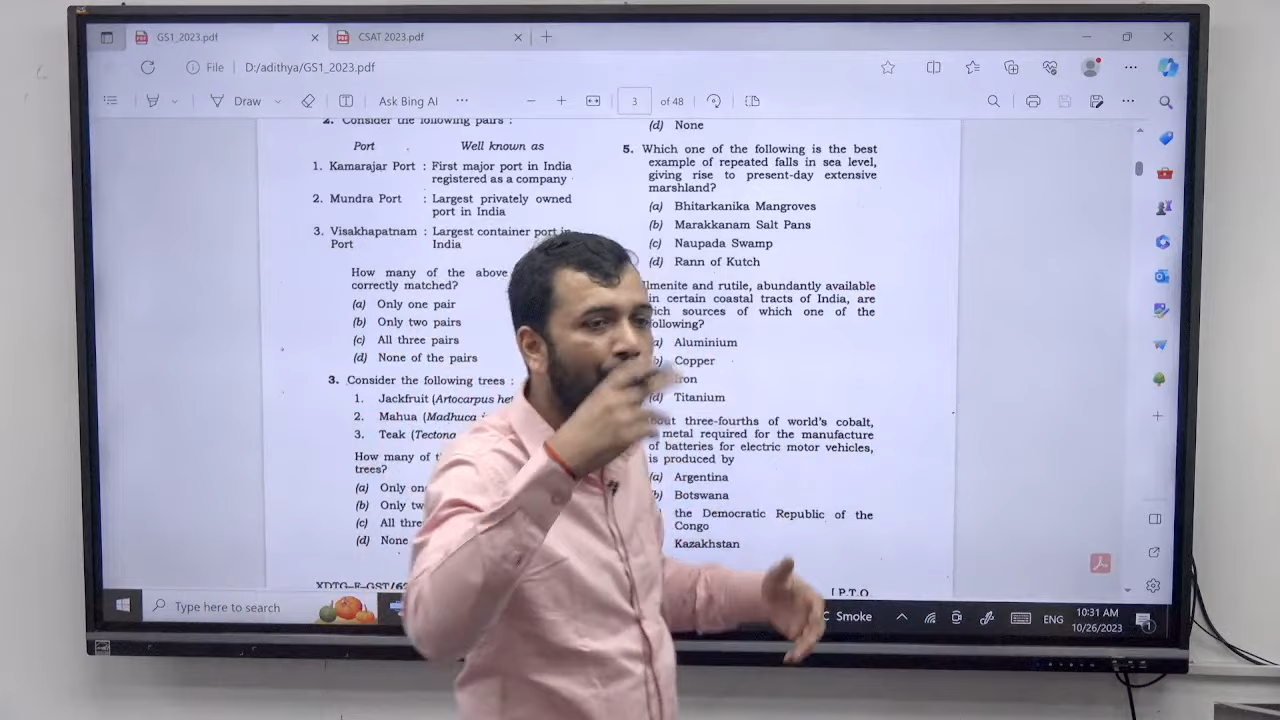 GS1_2023.pdf
CSAT 2023.pdf
File D:/adithya/GS1_2023.pdf
Draw
Ask Bing AI
3 of 48
2. Consider the following pairs :
Port Well known as
1. Kamarajar Port : First major port in India
registered as a company
2. Mundra Port : Largest privately owned
port in India
3. Visakhapatnam : Largest container port in
Port India
How many of the above
correctly matched?
(a) Only one pair
(b) Only two pairs
(c) All three pairs
(d) None of the pairs
3. Consider the following trees :
1. Jackfruit (Artocarpus
2. Mahua (Madhuca
3. Teak (Tectona
How many of
trees?
(a) Only
(b) Only
(c) All
(d) None
(d) None
5. Which one of the following is the best
example of repeated falls in sea level,
giving rise to present-day extensive
marshland?
(a) Bhitarkanika Mangroves
(b) Marakkanam Salt Pans
(c) Naupada Swamp
(d) Rann of Kutch
Ilmenite and rutile, abundantly available
in certain coastal tracts of India, are
sources of which one of the
following?
Aluminium
Copper
Iron
(d) Titanium
three-fourths of world's cobalt,
metal required for the manufacture
of batteries for electric motor vehicles,
is produced by
(a) Argentina
Botswana
the Democratic Republic of the
Congo
Kazakhstan
[ P.T.O.
Type here to search
Smoke
ENG
10:31 AM
10/26/2023
1